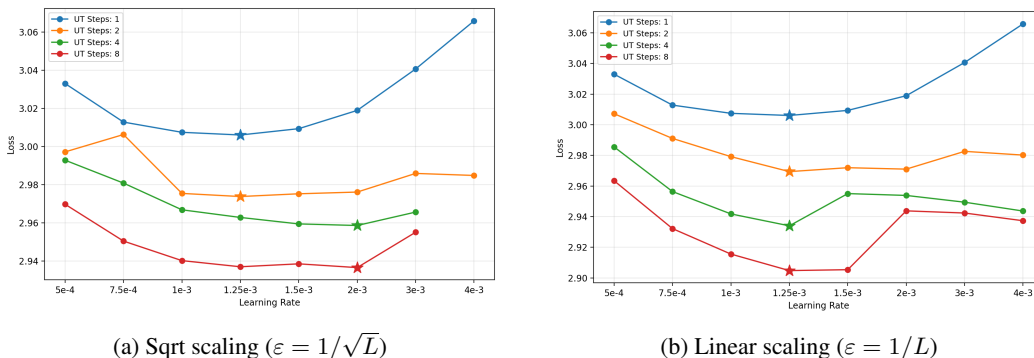 UT Steps: 1
UT Steps: 2
UT Steps: 4
UT Steps: 8
3.06
3.04
3.02
3.00
2.98
2.96
2.94
Loss
5e-4 7.5e-4 1e-3 1.25e-3 1.5e-3 2e-3 3e-3 4e-3
Learning Rate
(a) Sqrt scaling (ε = 1/√L)
UT Steps: 1
UT Steps: 2
UT Steps: 4
UT Steps: 8
3.06
3.04
3.02
3.00
2.98
2.96
2.94
2.92
2.90
Loss
5e-4 7.5e-4 1e-3 1.25e-3 1.5e-3 2e-3 3e-3 4e-3
Learning Rate
(b) Linear scaling (ε = 1/L)